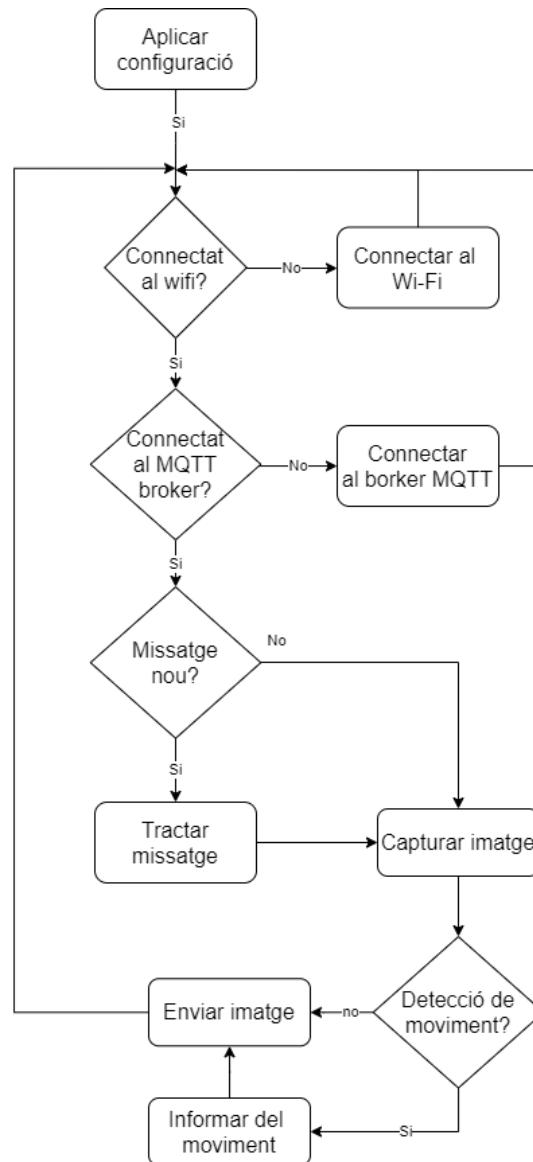 Aplicar
configuració
Si
Connectat
al wifi?
No
Connectar al
Wi-Fi
Si
Connectat
al MQTT
broker?
No
Connectar
al borker MQTT
Si
Missatge
nou?
No
Si
Tractar
missatge
Capturar imatge
Detecció de
moviment?
no
Enviar imatge
Si
Informar del
moviment